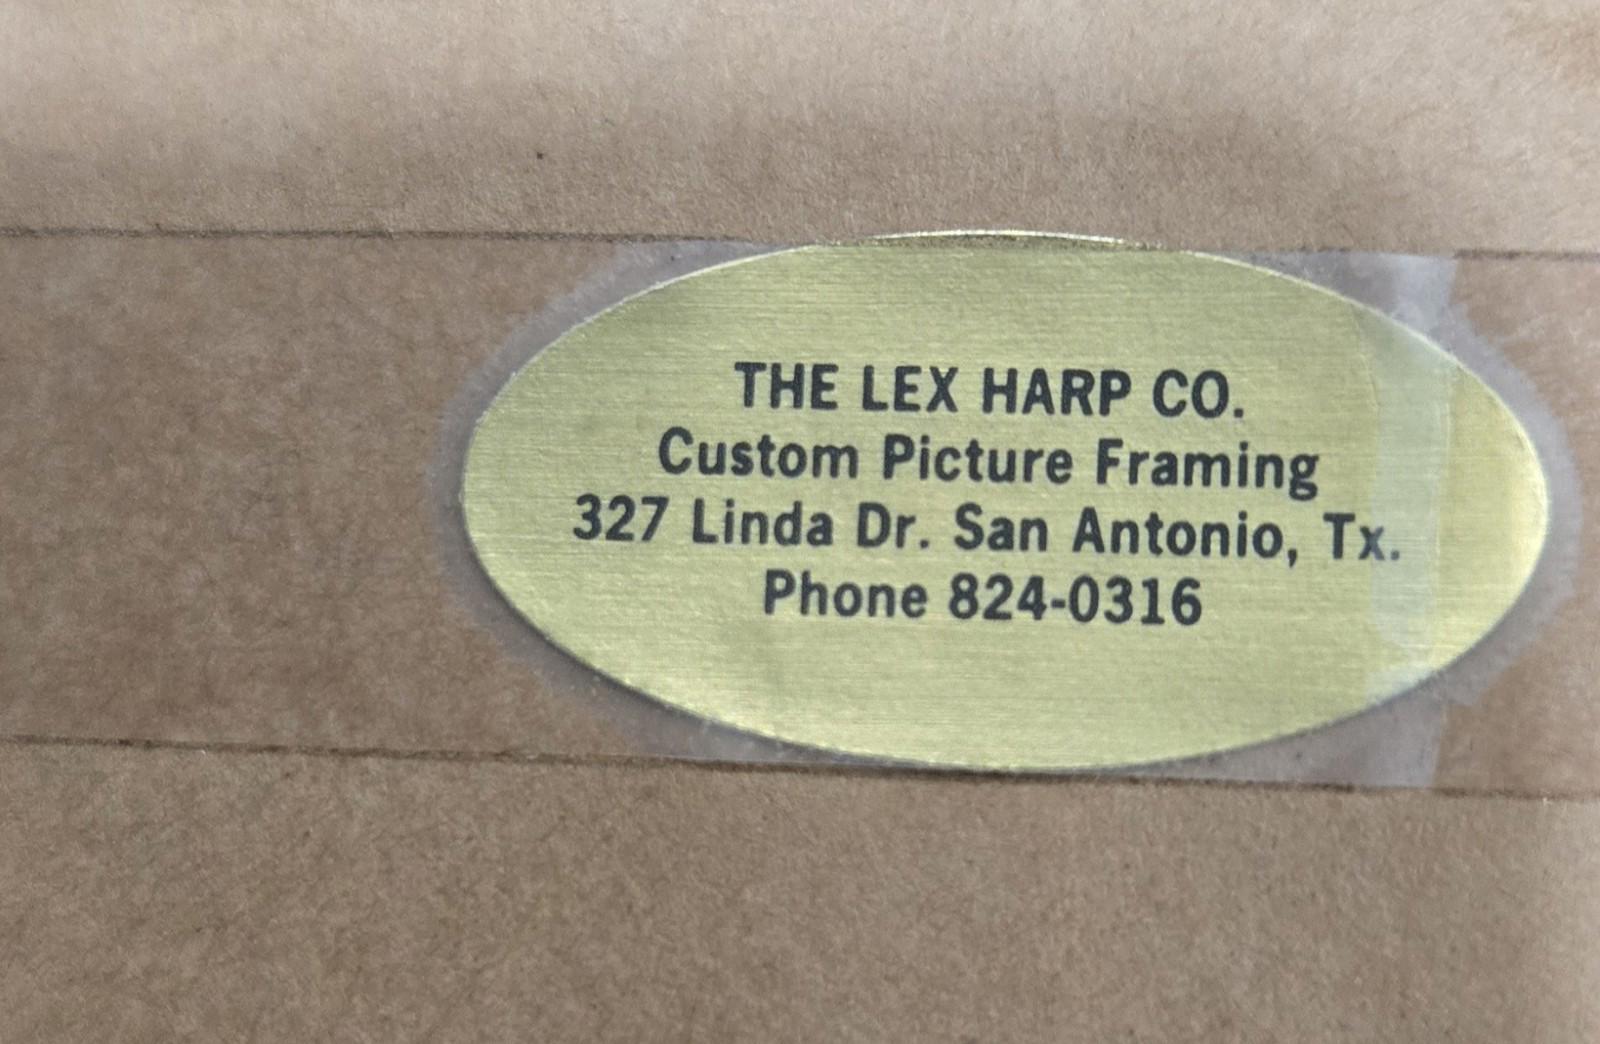 THE LEX HARP CO.
Custom Picture Framing
327 Linda Dr. San Antonio, Tx.
Phone 824-0316